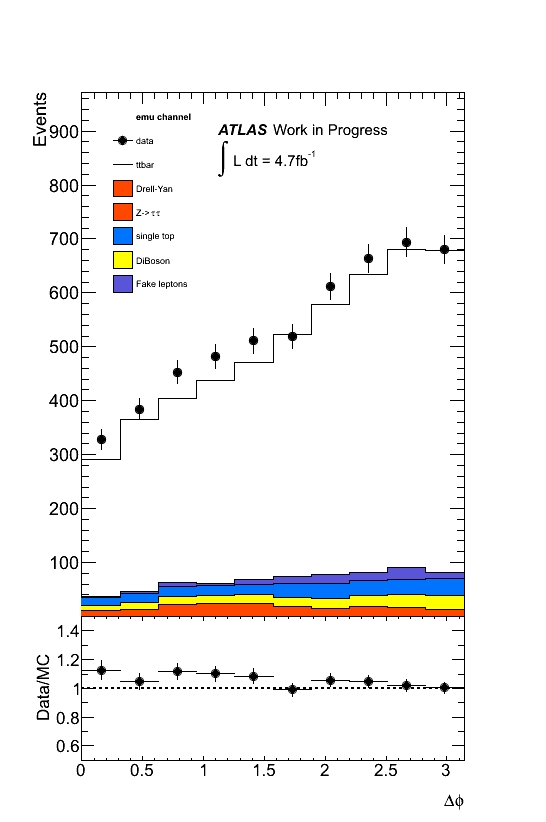 Events
900
800
700
600
500
400
300
200
100
emu channel
data
ttbar
Drell-Yan
Z->ττ
single top
DiBoson
Fake leptons
ATLAS Work in Progress
∫ L dt = 4.7fb⁻¹
Data/MC
1.4
1.2
1
0.8
0.6
0 0.5 1 1.5 2 2.5 3
Δϕ